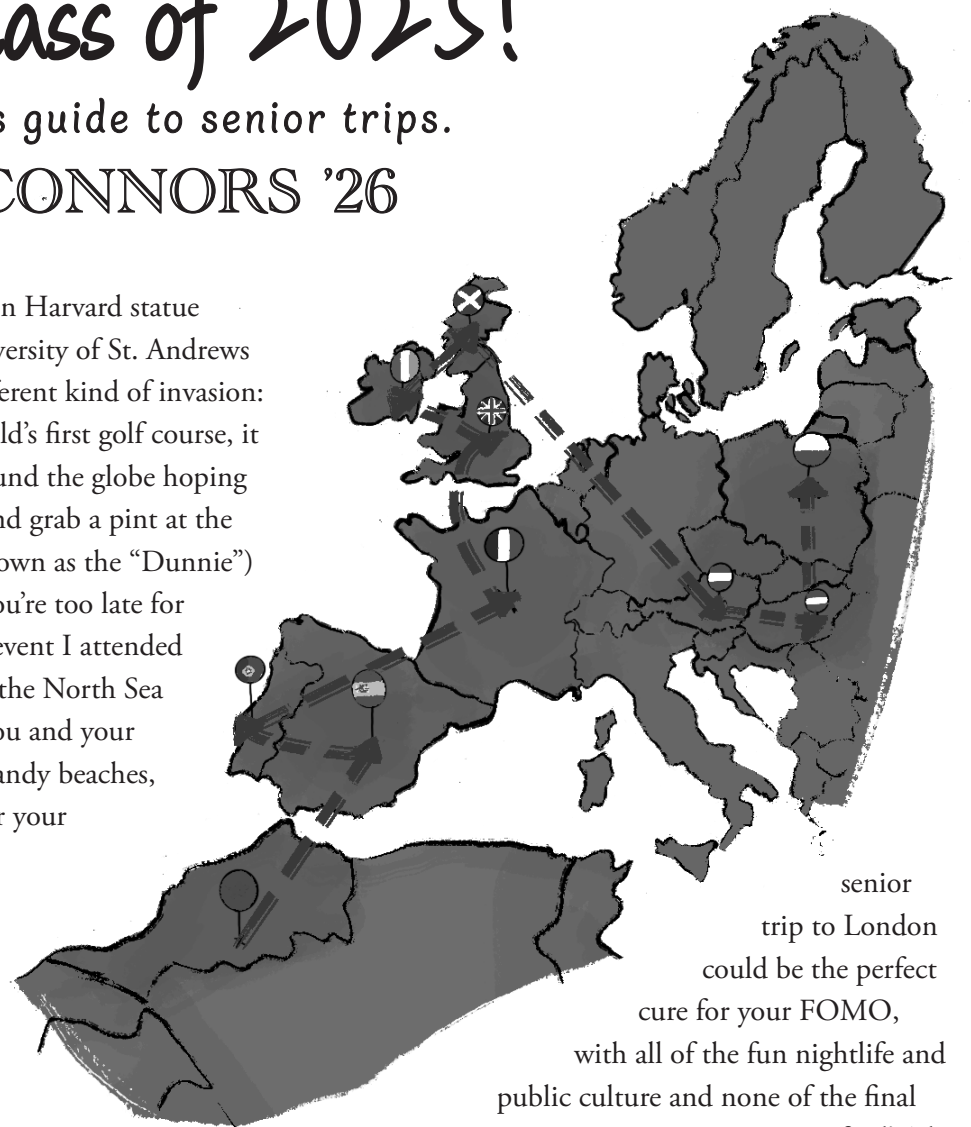 lass of 2025!
s guide to senior trips.
CONNORS ’26
n Harvard statue
versity of St. Andrews
ferent kind of invasion:
ld’s first golf course, it
und the globe hoping
nd grab a pint at the
own as the “Dunnie”)
ou’re too late for
event I attended
the North Sea
ou and your
andy beaches,
r your
senior
trip to London
could be the perfect
cure for your FOMO,
with all of the fun nightlife and
public culture and none of the final